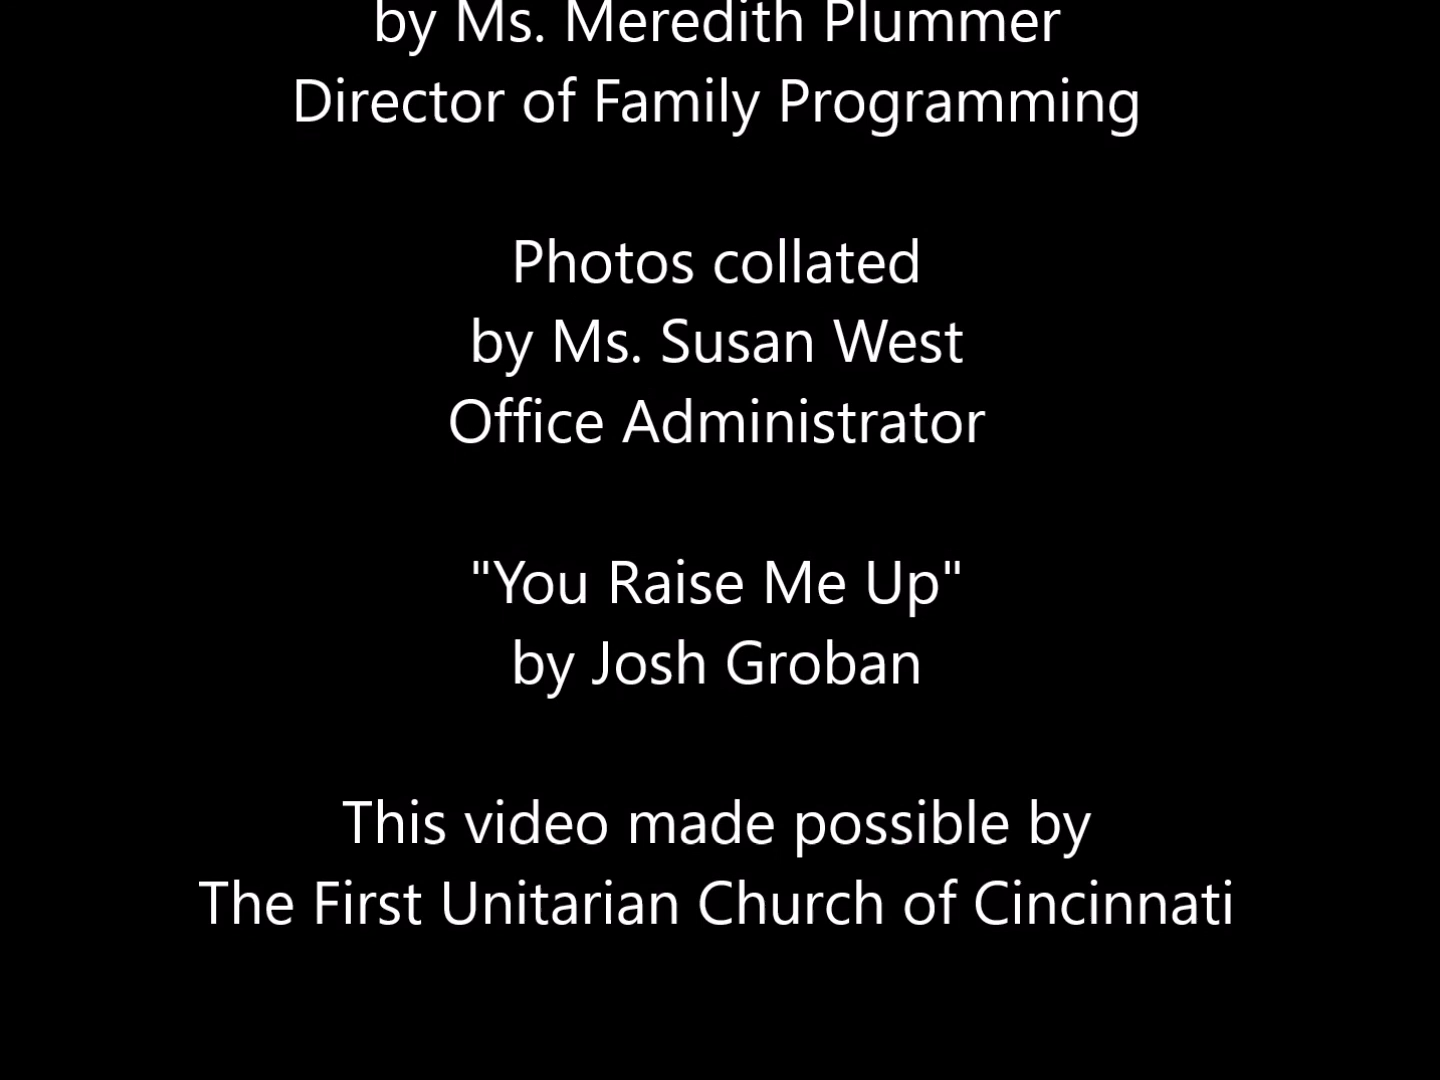 by Ms. Meredith Plummer
Director of Family Programming
Photos collated
by Ms. Susan West
Office Administrator
"You Raise Me Up"
by Josh Groban
This video made possible by
The First Unitarian Church of Cincinnati